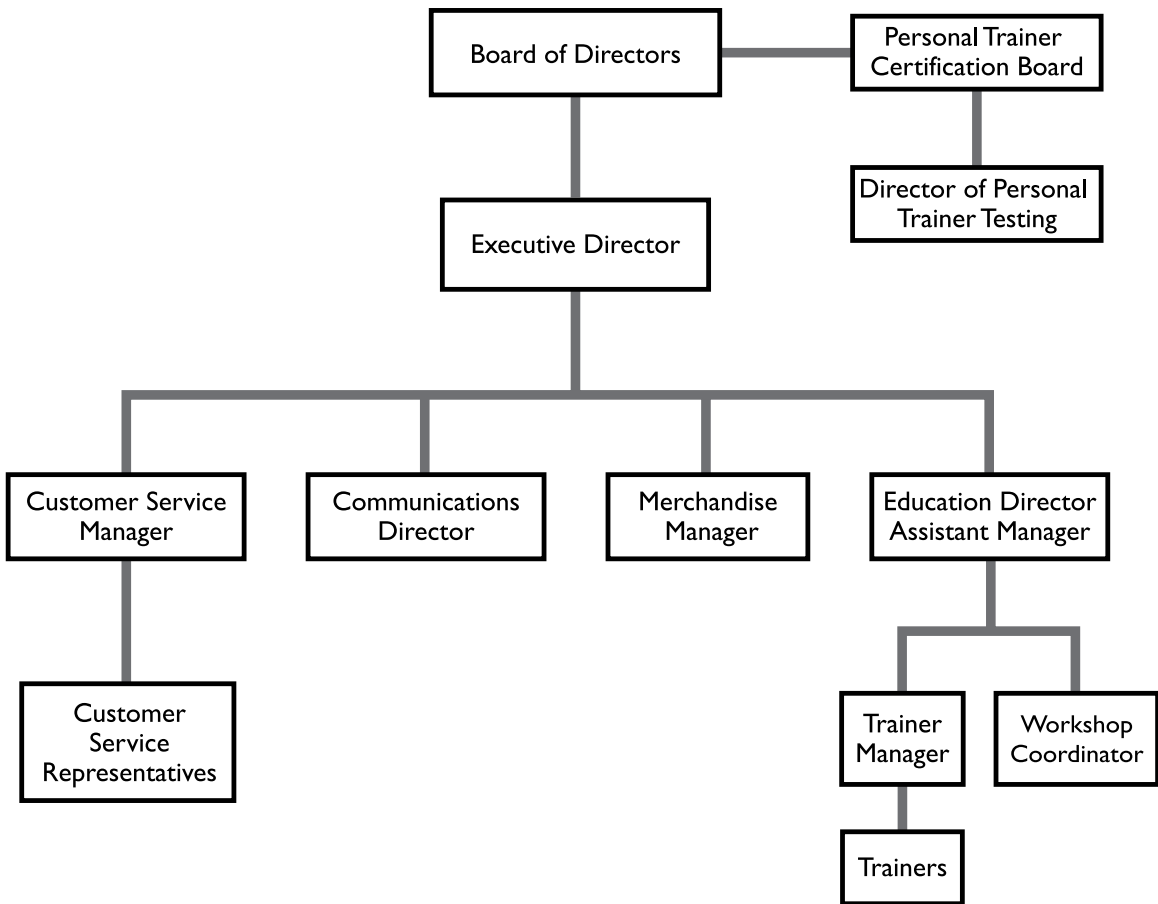 Board of Directors
Personal Trainer
Certification Board
Director of Personal
Trainer Testing
Executive Director
Customer Service
Manager
Communications
Director
Merchandise
Manager
Education Director
Assistant Manager
Customer
Service
Representatives
Trainer
Manager
Workshop
Coordinator
Trainers